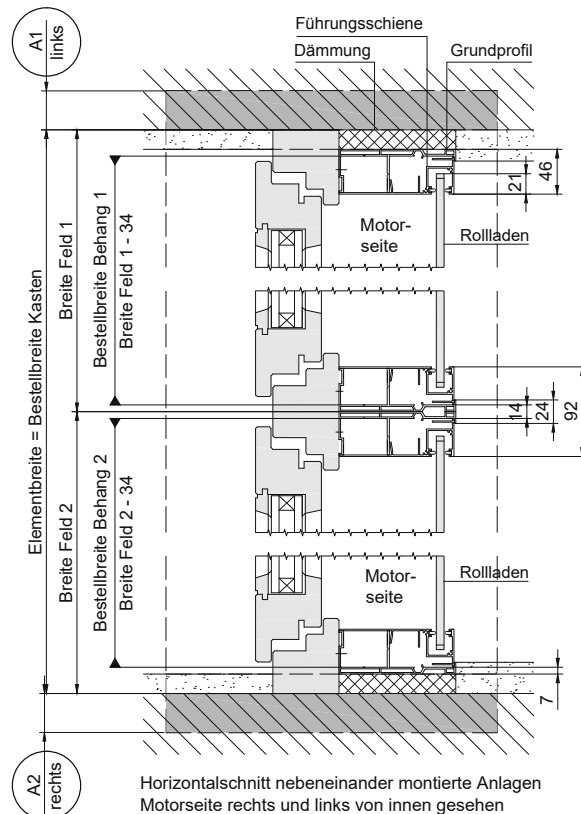 A1
links
Führungsschiene
Dämmung
Grundprofil
Elementbreite = Bestellbreite Kasten
Breite Feld 1
Bestellbreite Behang 1
Breite Feld 1 - 34
21
46
Motor-
seite
Rollladen
14
24
92
Breite Feld 2
Bestellbreite Behang 2
Breite Feld 2 - 34
Motor-
seite
Rollladen
7
A2
rechts
Horizontalschnitt nebeneinander montierte Anlagen
Motorseite rechts und links von innen gesehen